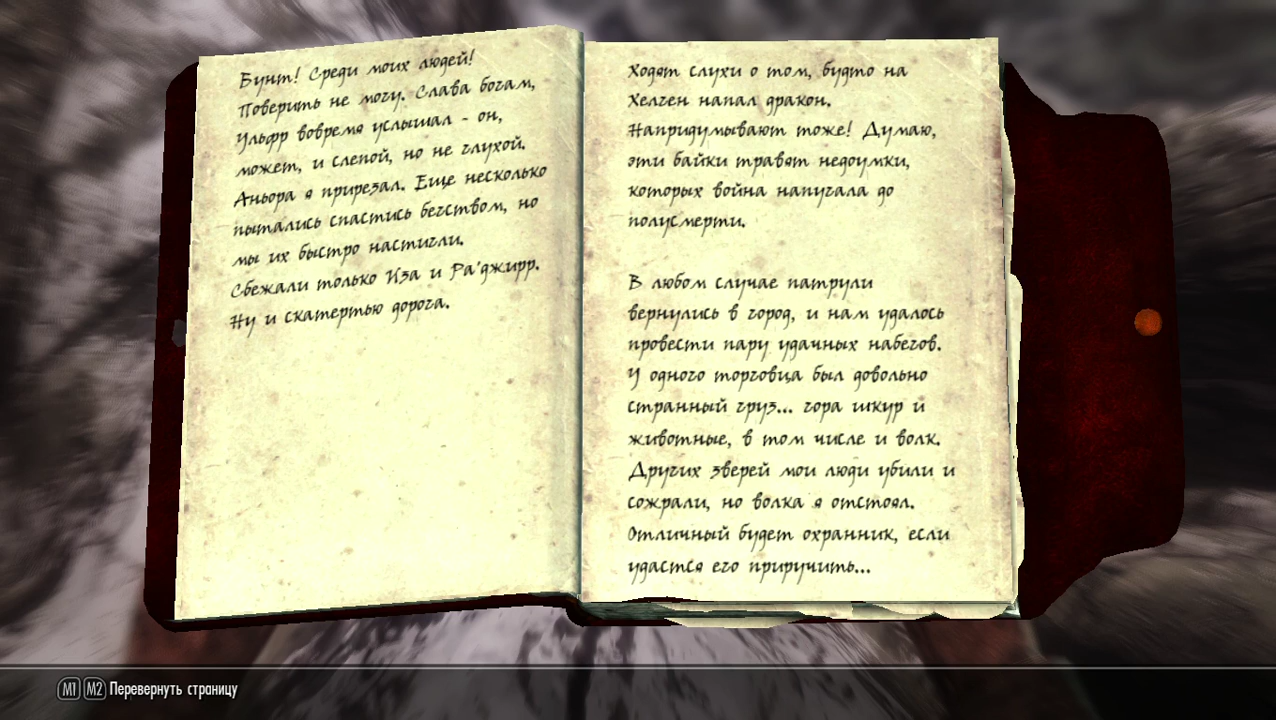 Бунт! Среди моих людей!
Поверить не могу. Слава богам,
Ульфр вовремя услышал - он,
может, и слепой, но не глухой.
Аньора я прирезал. Еще несколько
пытались спастись бегством, но
мы их быстро настигли.
Сбежали только Кза и Ра'джирр.
Ну и скатертью дорога.
Ходят слухи о том, будто на
Хелген напал дракон.
Напридумывают тоже! Думаю,
эти байки травят недоумки,
которых война напугала до
полусмерти.
В любом случае патрули
вернулись в город, и нам удалось
провести пару удачных набегов.
У одного торговца был довольно
странный груз... гора шкур и
животные, в том числе и волк.
Других зверей мои люди убили и
сожрали, но волка я отстоял.
Отличный будет охранник, если
удастся его приручить...
M1 M2 Перевернуть страницу